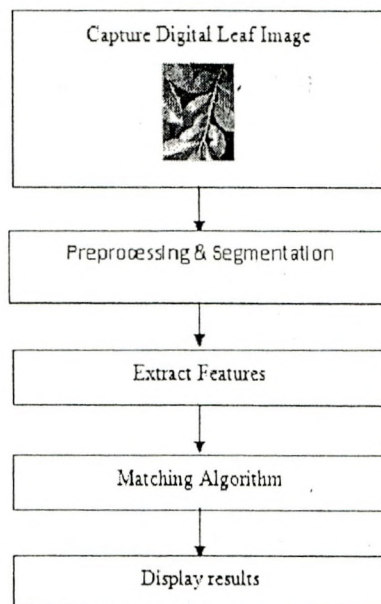 Capture Digital Leaf Image
Preprocessing & Segmentation
Extract Features
Matching Algorithm
Display results